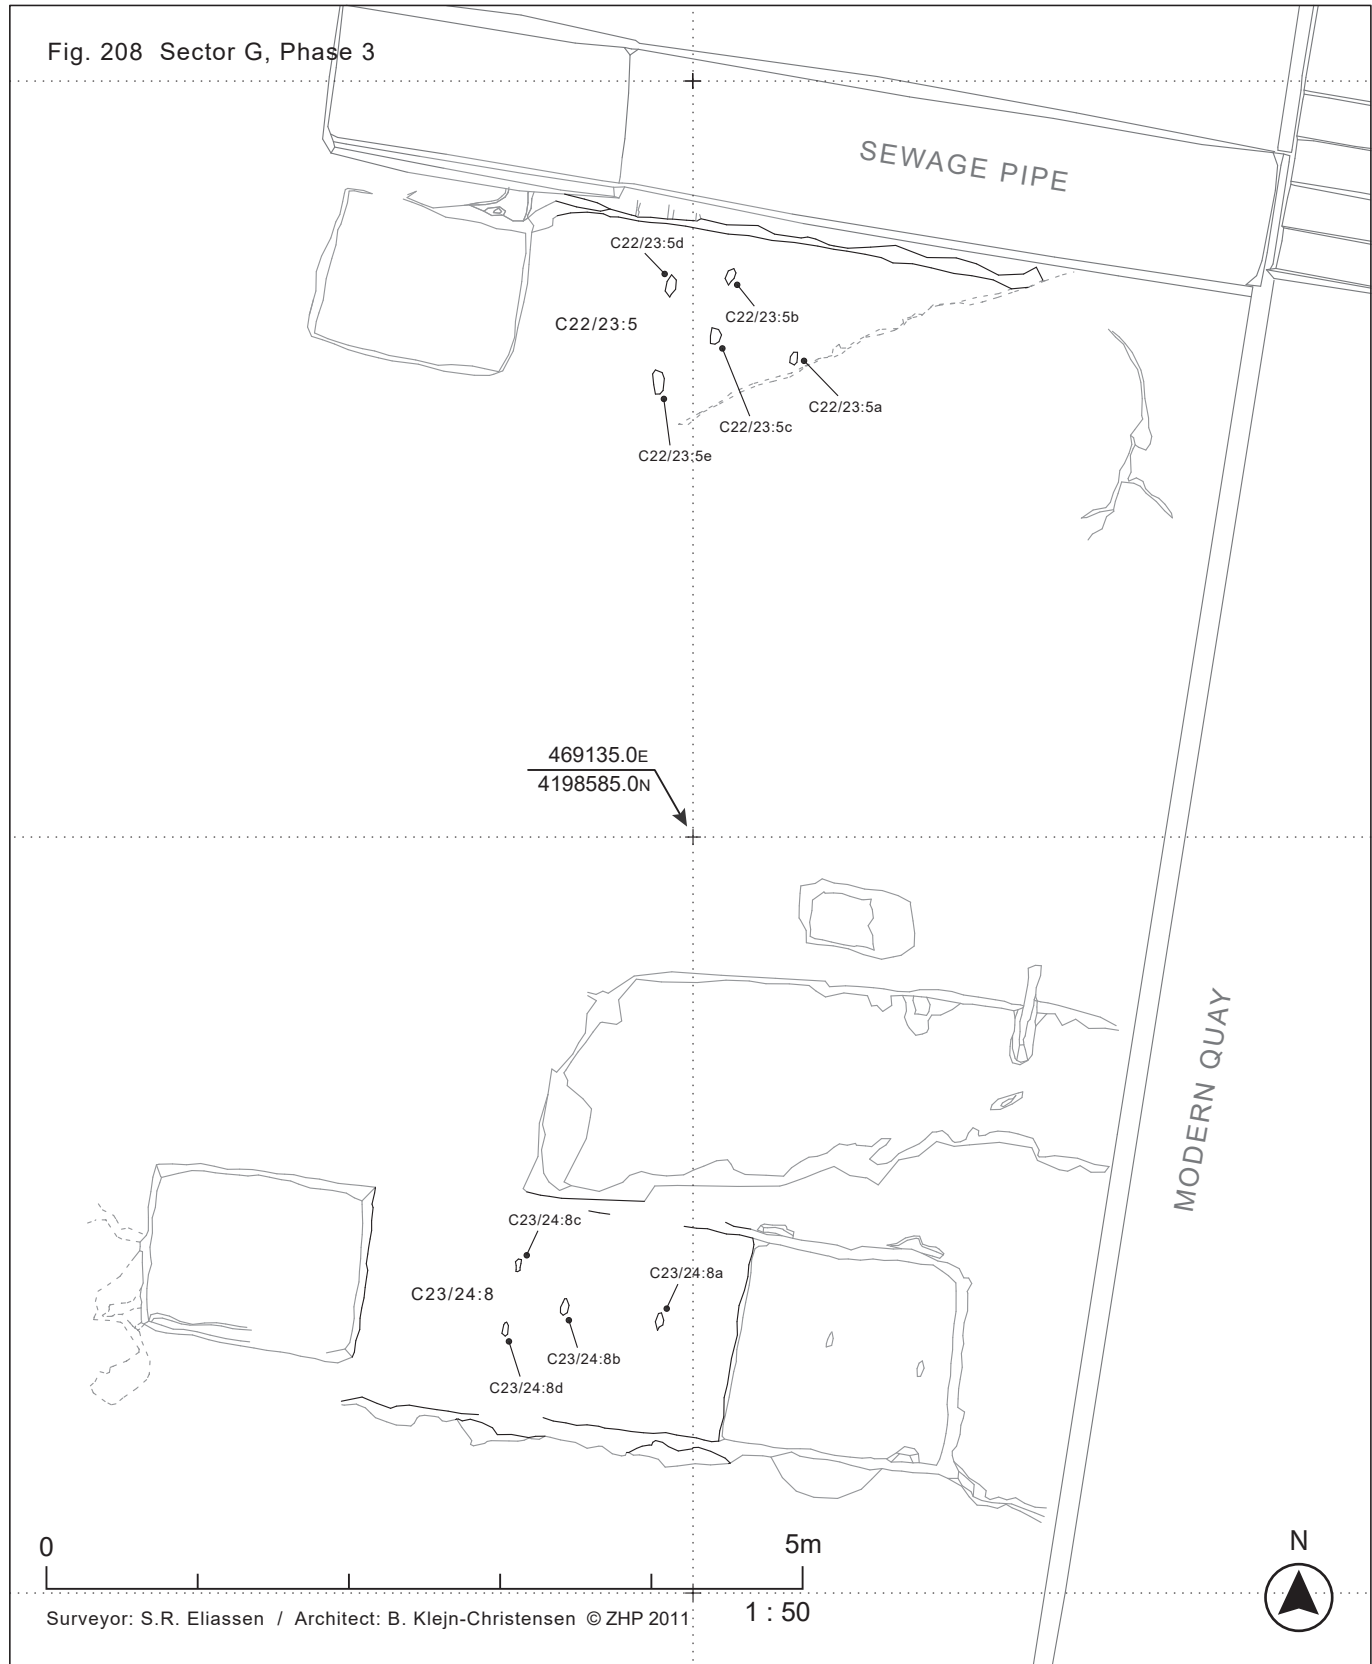 Fig. 208 Sector G, Phase 3
SEWAGE PIPE
C22/23:5d
C22/23:5b
C22/23:5
C22/23:5a
C22/23:5c
C22/23:5e
469135.0E
4198585.0N
MODERN QUAY
C23/24:8c
C23/24:8a
C23/24:8
C23/24:8b
C23/24:8d
0 5m
N
Surveyor: S.R. Eliassen / Architect: B. Klejn-Christensen © ZHP 2011
1 : 50